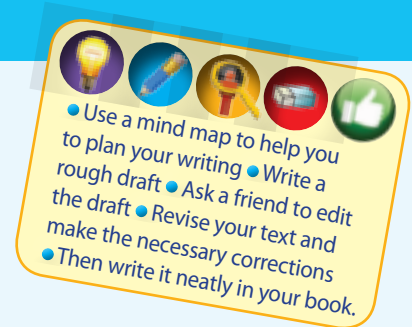 • Use a mind map to help you
to plan your writing • Write a
rough draft • Ask a friend to edit
the draft • Revise your text and
make the necessary corrections
• Then write it neatly in your book.